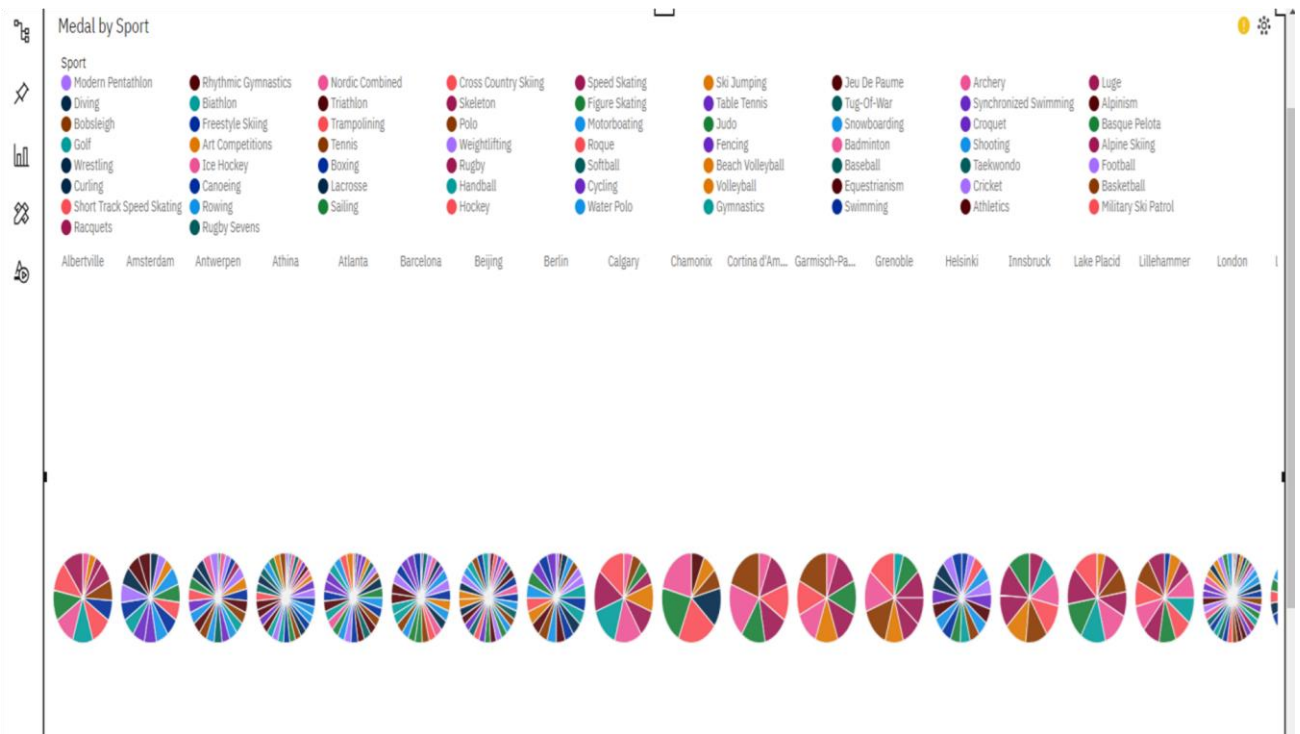 Medal by Sport
Sport
Modern Pentathlon Rhythmic Gymnastics Nordic Combined Cross Country Skiing Speed Skating Ski Jumping Jeu De Paume Archery Luge
Diving Biathlon Triathlon Skeleton Figure Skating Table Tennis Tug-Of-War Synchronized Swimming Alpinism
Bobsleigh Freestyle Skiing Trampolining Polo Motorboating Judo Snowboarding Croquet Basque Pelota
Golf Art Competitions Tennis Weightlifting Roque Fencing Badminton Shooting Alpine Skiing
Wrestling Ice Hockey Boxing Rugby Softball Beach Volleyball Baseball Taekwondo Football
Curling Canoeing Lacrosse Handball Cycling Volleyball Equestrianism Cricket Basketball
Short Track Speed Skating Rowing Sailing Hockey Water Polo Gymnastics Swimming Athletics Military Ski Patrol
Racquets Rugby Sevens
Albertville Amsterdam Antwerpen Athina Atlanta Barcelona Beijing Berlin Calgary Chamonix Cortina d'Am... Garmisch-Pa... Grenoble Helsinki Innsbruck Lake Placid Lillehammer London